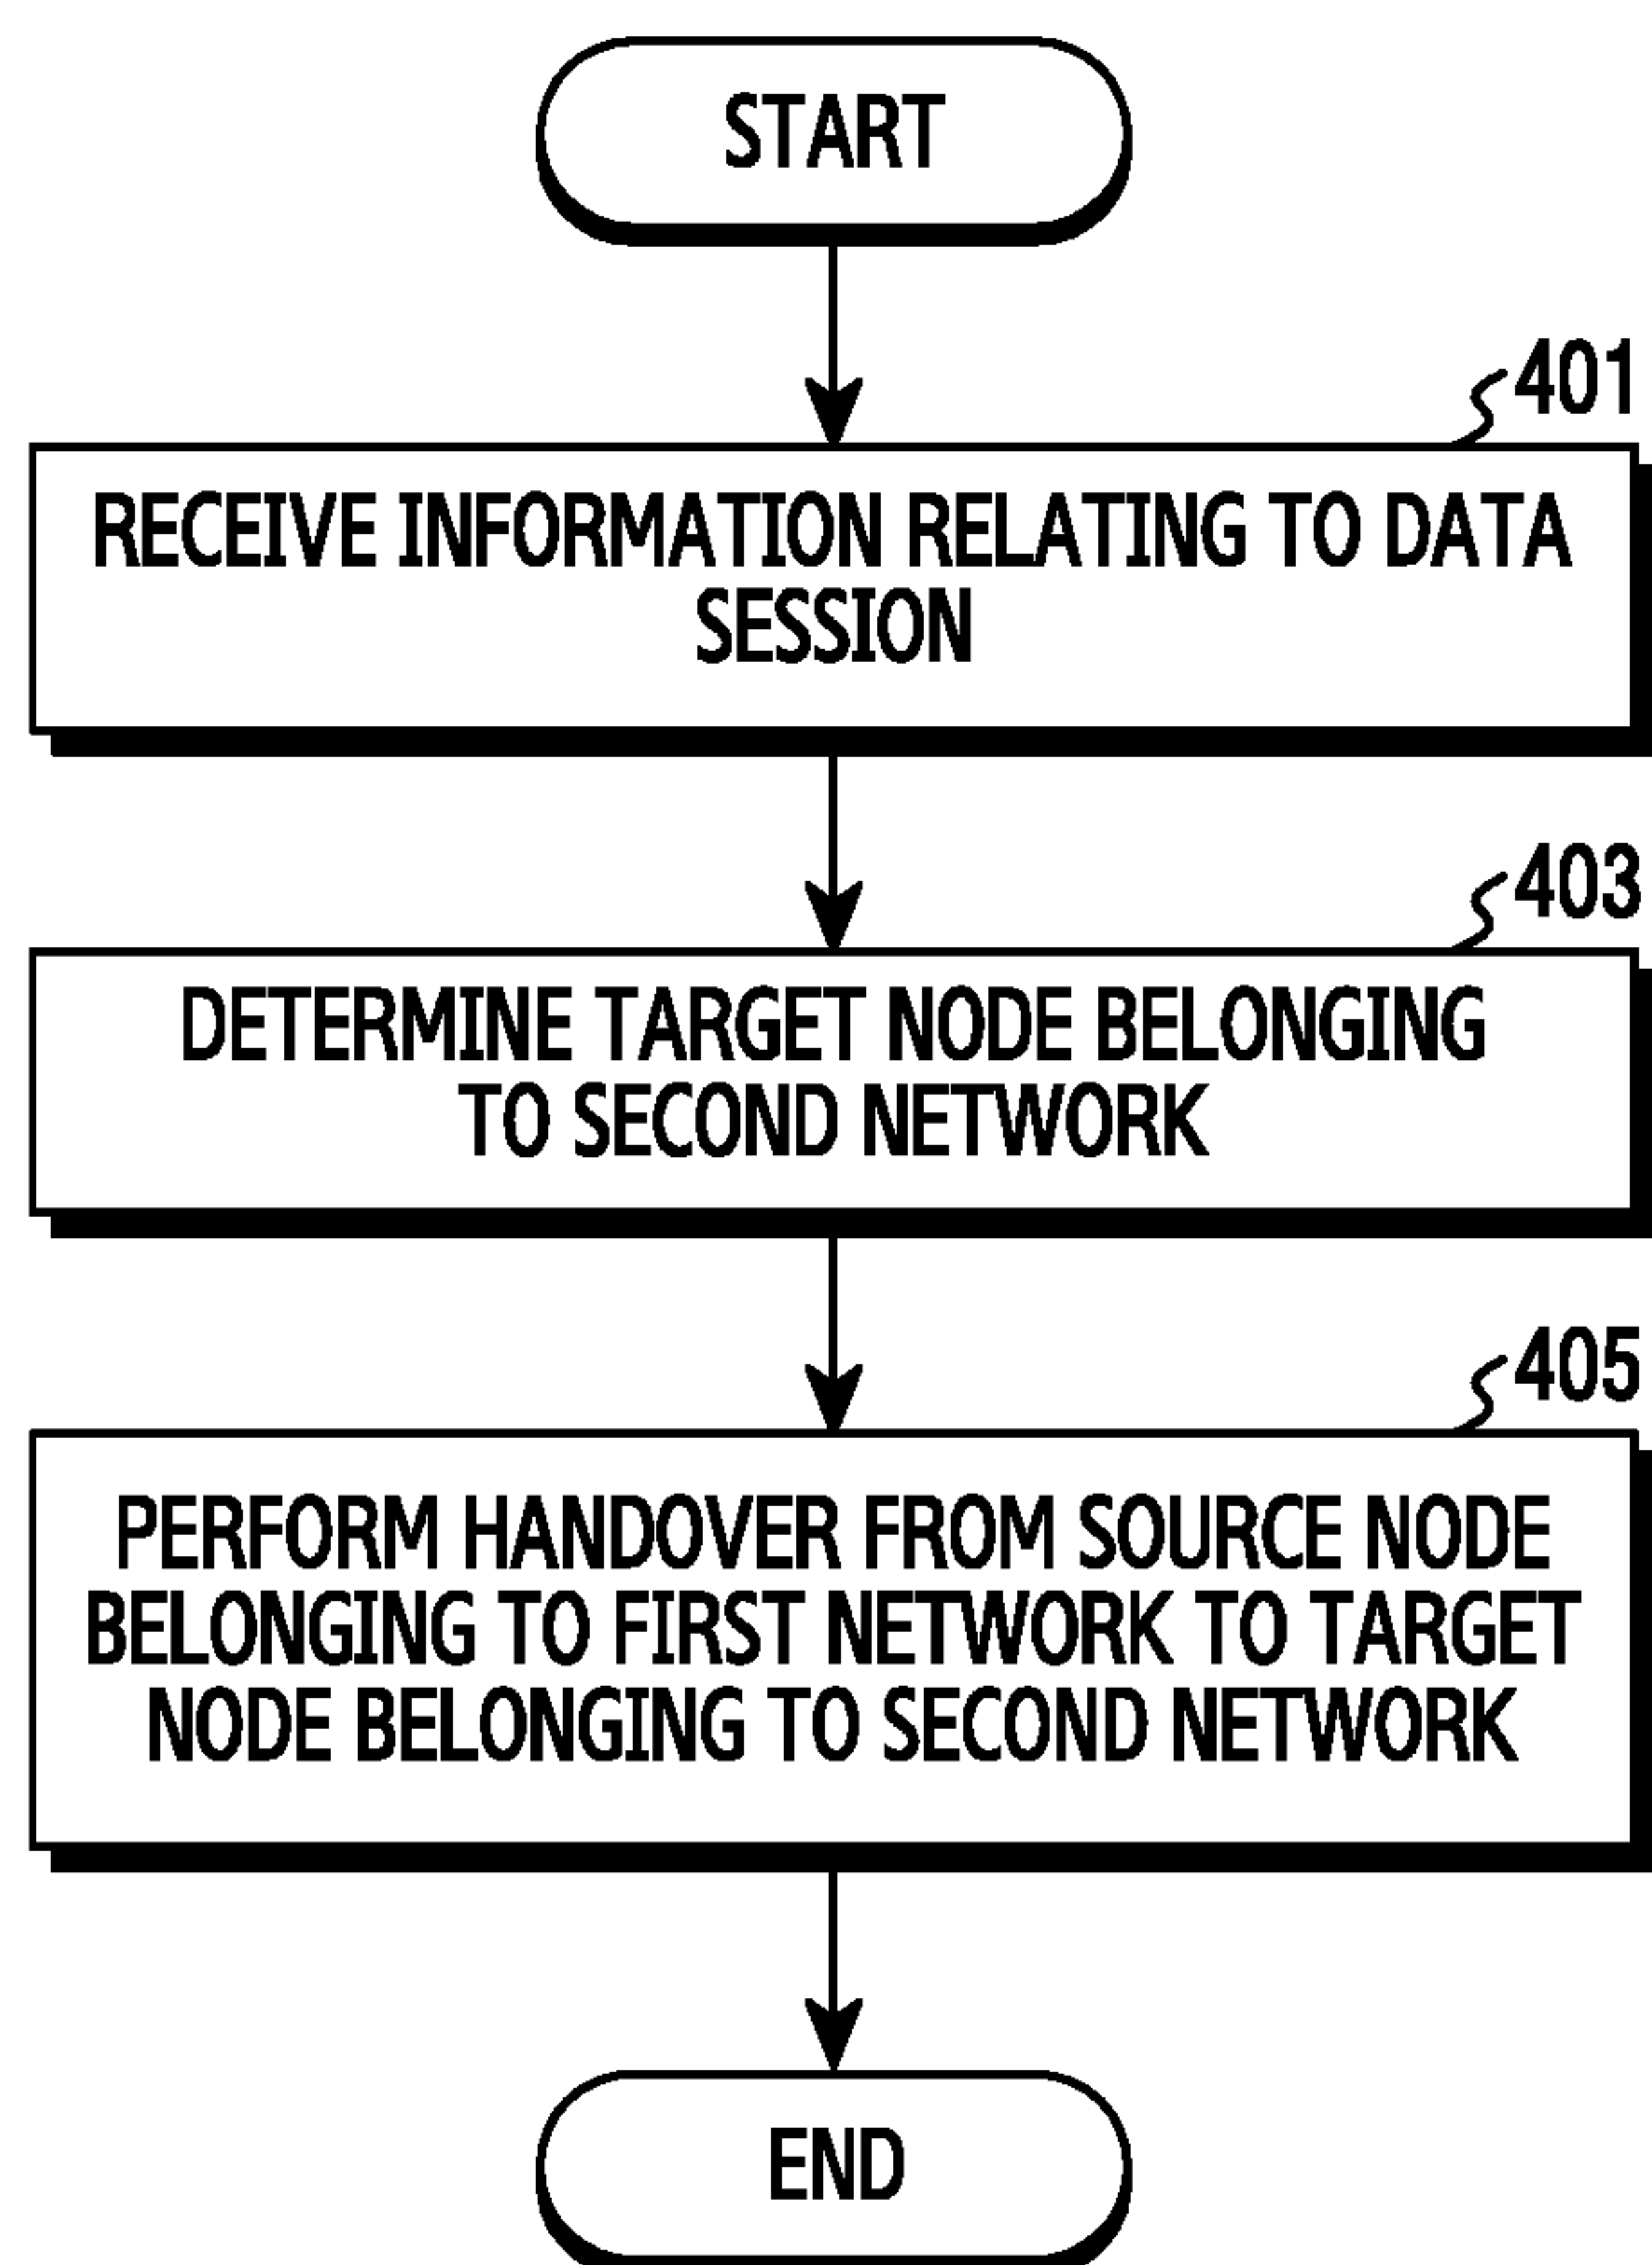 START
401
RECEIVE INFORMATION RELATING TO DATA
SESSION
403
DETERMINE TARGET NODE BELONGING
TO SECOND NETWORK
405
PERFORM HANDOVER FROM SOURCE NODE
BELONGING TO FIRST NETWORK TO TARGET
NODE BELONGING TO SECOND NETWORK
END